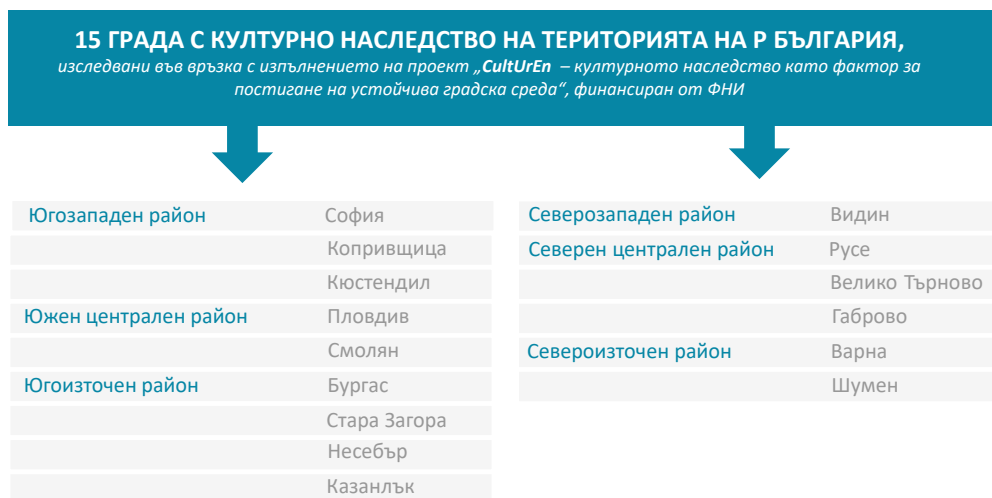 15 ГРАДА С КУЛТУРНО НАСЛЕДСТВО НА ТЕРИТОРИЯТА НА Р БЪЛГАРИЯ,
изследвани във връзка с изпълнението на проект „CultUrEn – културното наследство като фактор за
постигане на устойчива градска среда“, финансиран от ФНИ
Югозападен район София
Копривщица
Кюстендил
Южен централен район Пловдив
Смолян
Югоизточен район Бургас
Стара Загора
Несебър
Казанлък
Северозападен район Видин
Северен централен район Русе
Велико Търново
Габрово
Североизточен район Варна
Шумен